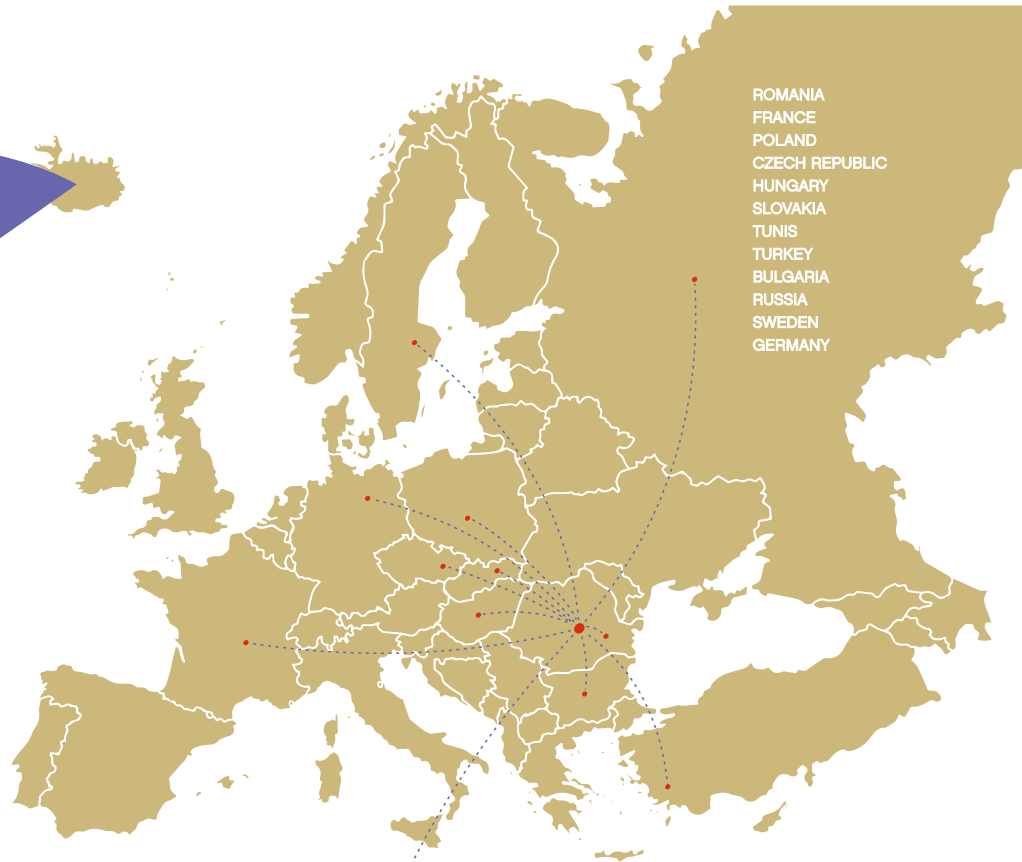 ROMANIA
FRANCE
POLAND
CZECH REPUBLIC
HUNGARY
SLOVAKIA
TUNIS
TURKEY
BULGARIA
RUSSIA
SWEDEN
GERMANY